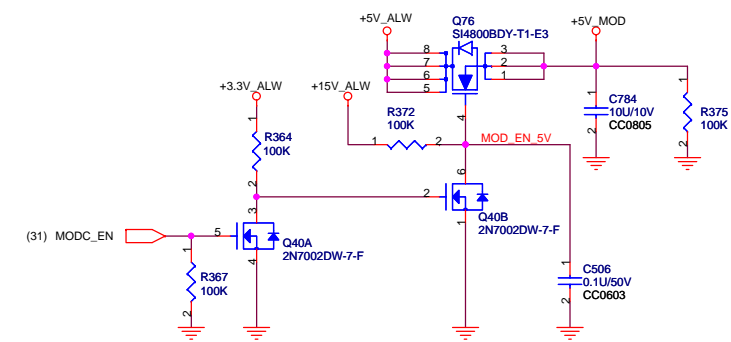 Q76
+5V_ALW
SI4800BDY-T1-E3
+5V_MOD
8
7
6
5
3
2
1
4
+3.3V_ALW
+15V_ALW
R372
100K
1
2
MOD_EN_5V
1
C784
10U/10V
CC0805
2
1
R375
100K
2
1
R364
100K
2
6
2
Q40B
2N7002DW-7-F
1
3
(31) MODC_EN
5
Q40A
2N7002DW-7-F
4
1
R367
100K
2
1
C506
0.1U/50V
CC0603
2